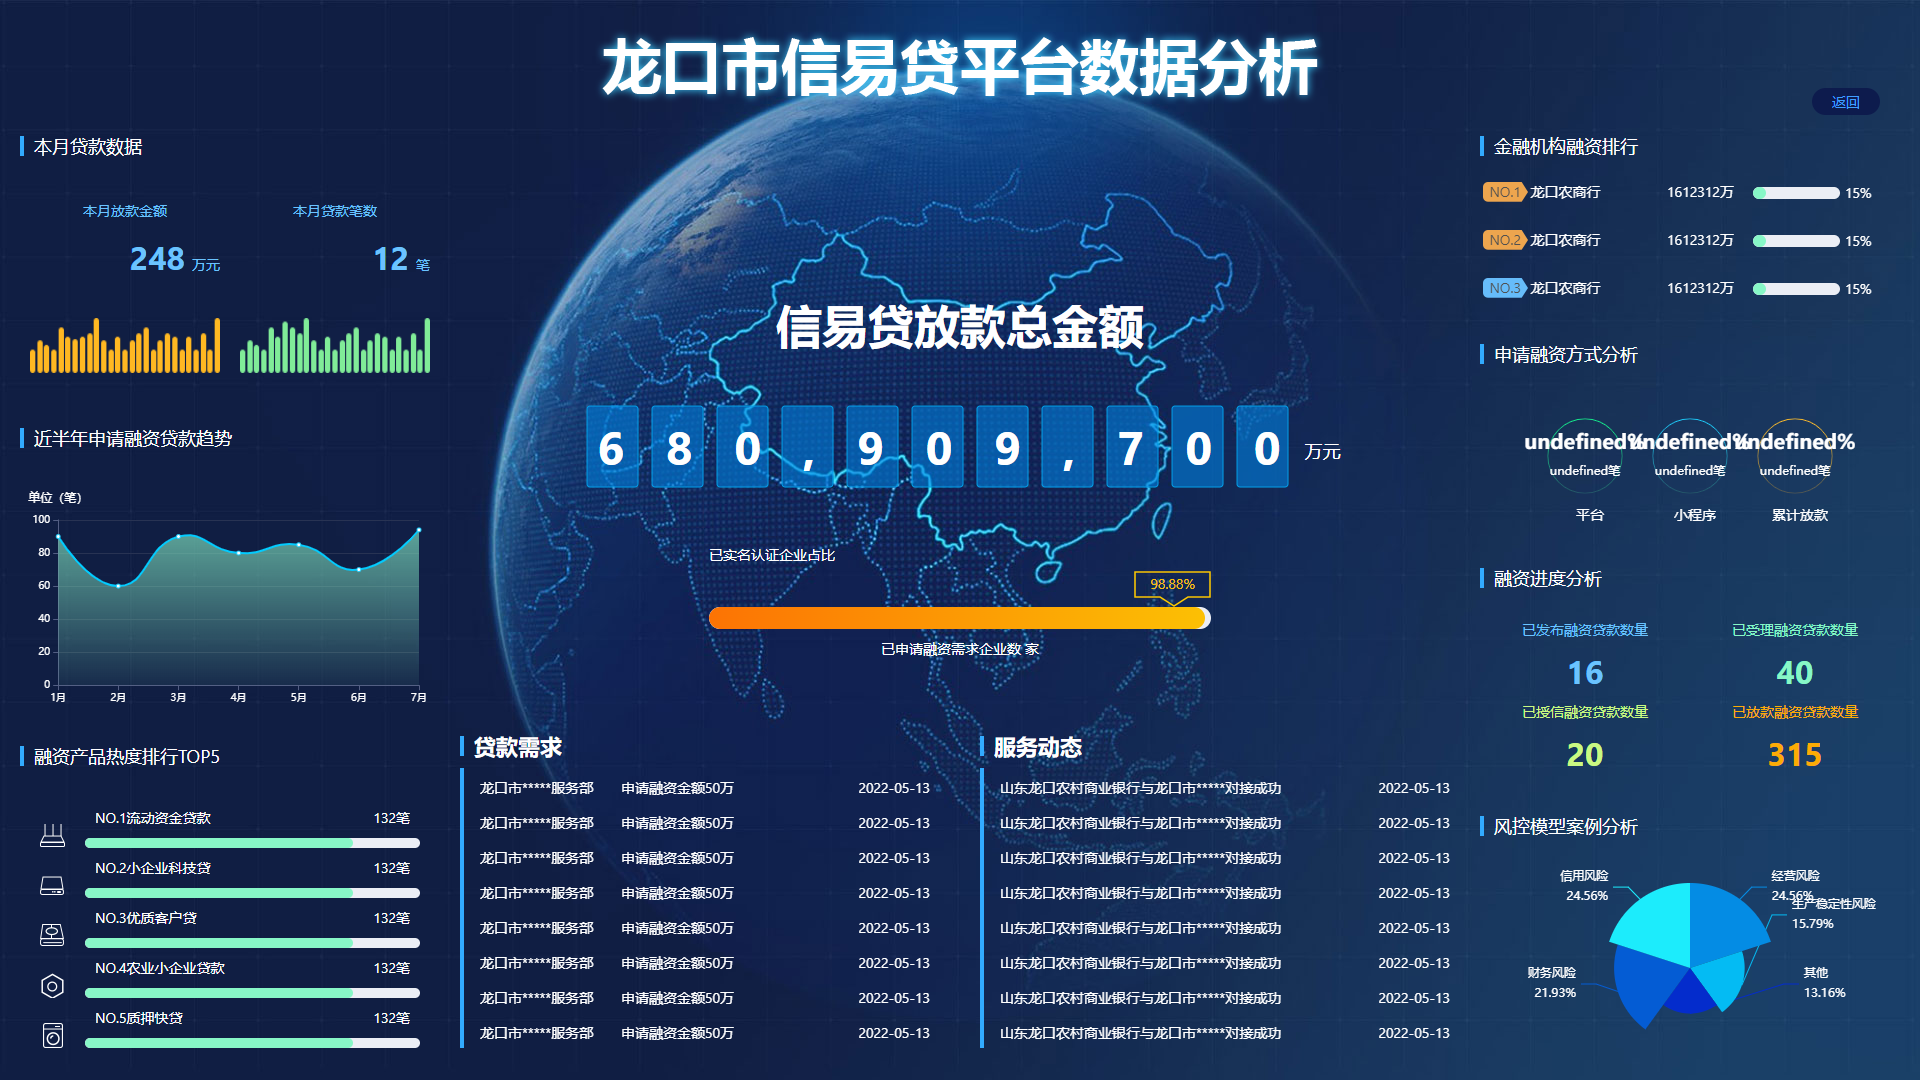 龙口市信易贷平台数据分析
返回
本月贷款数据
本月放款金额
本月贷款笔数
248 万元
12 笔
近半年申请融资贷款趋势
单位（笔）
100
80
60
40
20
0
1月 2月 3月 4月 5月 6月 7月
融资产品热度排行TOP5
NO.1流动资金贷款 132笔
NO.2小企业科技贷 132笔
NO.3优质客户贷 132笔
NO.4农业小企业贷款 132笔
NO.5质押快贷 132笔
信易贷放款总金额
680,909,700 万元
已实名认证企业占比
98.88%
已申请融资需求企业数 家
贷款需求
龙口市*****服务部 申请融资金额50万 2022-05-13
龙口市*****服务部 申请融资金额50万 2022-05-13
龙口市*****服务部 申请融资金额50万 2022-05-13
龙口市*****服务部 申请融资金额50万 2022-05-13
龙口市*****服务部 申请融资金额50万 2022-05-13
龙口市*****服务部 申请融资金额50万 2022-05-13
龙口市*****服务部 申请融资金额50万 2022-05-13
龙口市*****服务部 申请融资金额50万 2022-05-13
服务动态
山东龙口农村商业银行与龙口市*****对接成功 2022-05-13
山东龙口农村商业银行与龙口市*****对接成功 2022-05-13
山东龙口农村商业银行与龙口市*****对接成功 2022-05-13
山东龙口农村商业银行与龙口市*****对接成功 2022-05-13
山东龙口农村商业银行与龙口市*****对接成功 2022-05-13
山东龙口农村商业银行与龙口市*****对接成功 2022-05-13
山东龙口农村商业银行与龙口市*****对接成功 2022-05-13
山东龙口农村商业银行与龙口市*****对接成功 2022-05-13
金融机构融资排行
NO.1 龙口农商行 1612312万 15%
NO.2 龙口农商行 1612312万 15%
NO.3 龙口农商行 1612312万 15%
申请融资方式分析
undefined% undefined% undefined%
undefined笔 undefined笔 undefined笔
平台 小程序 累计放款
融资进度分析
已发布融资贷款数量 已受理融资贷款数量
16 40
已授信融资贷款数量 已放款融资贷款数量
20 315
风控模型案例分析
信用风险
24.56%
经营风险
24.56%
生产稳定性风险
15.79%
财务风险
21.93%
其他
13.16%